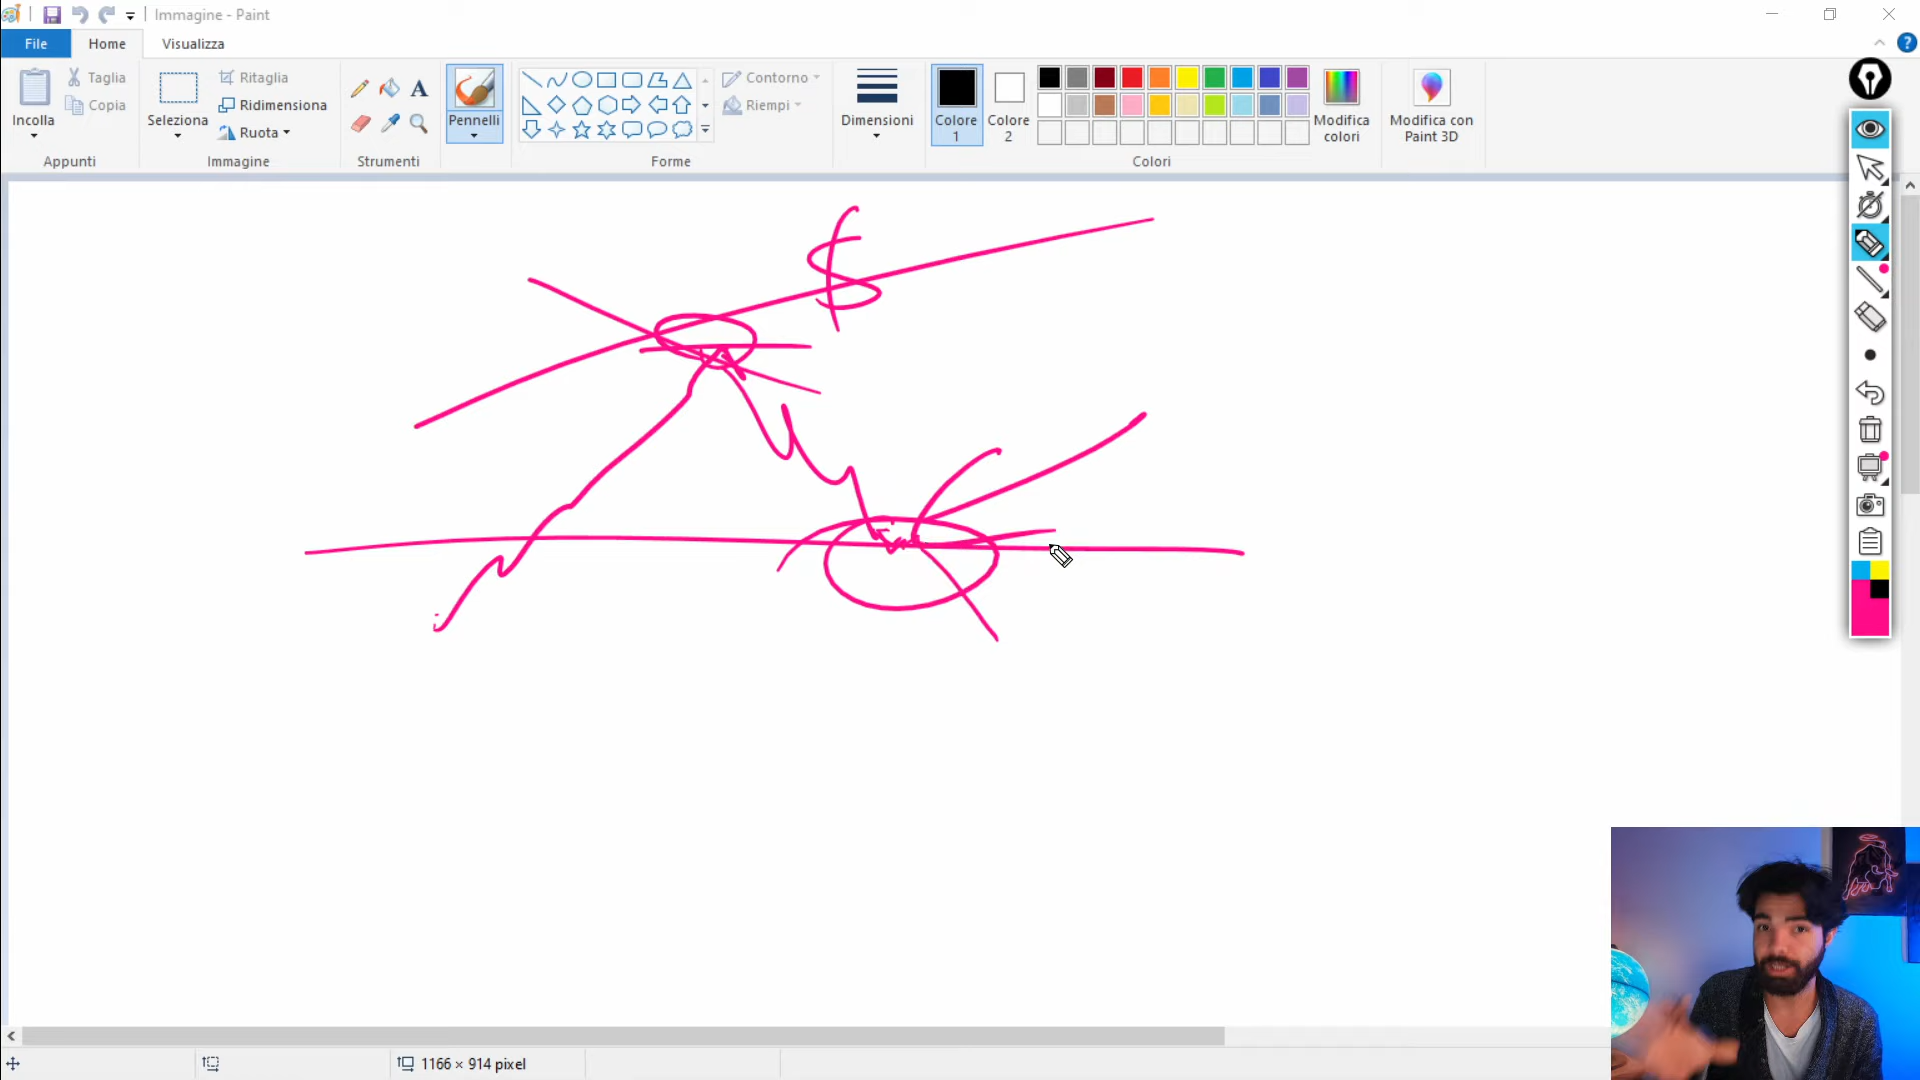 Immagine - Paint
File Home Visualizza
Incolla
Taglia
Copia
Appunti
Seleziona
Ritaglia
Ridimensiona
Ruota
Immagine
A
Strumenti
Pennelli
Contorno
Riempi
Forme
Dimensioni
Colore
1
Colore
2
Modifica
colori
Colori
Modifica con
Paint 3D
?
$
1166 × 914 pixel